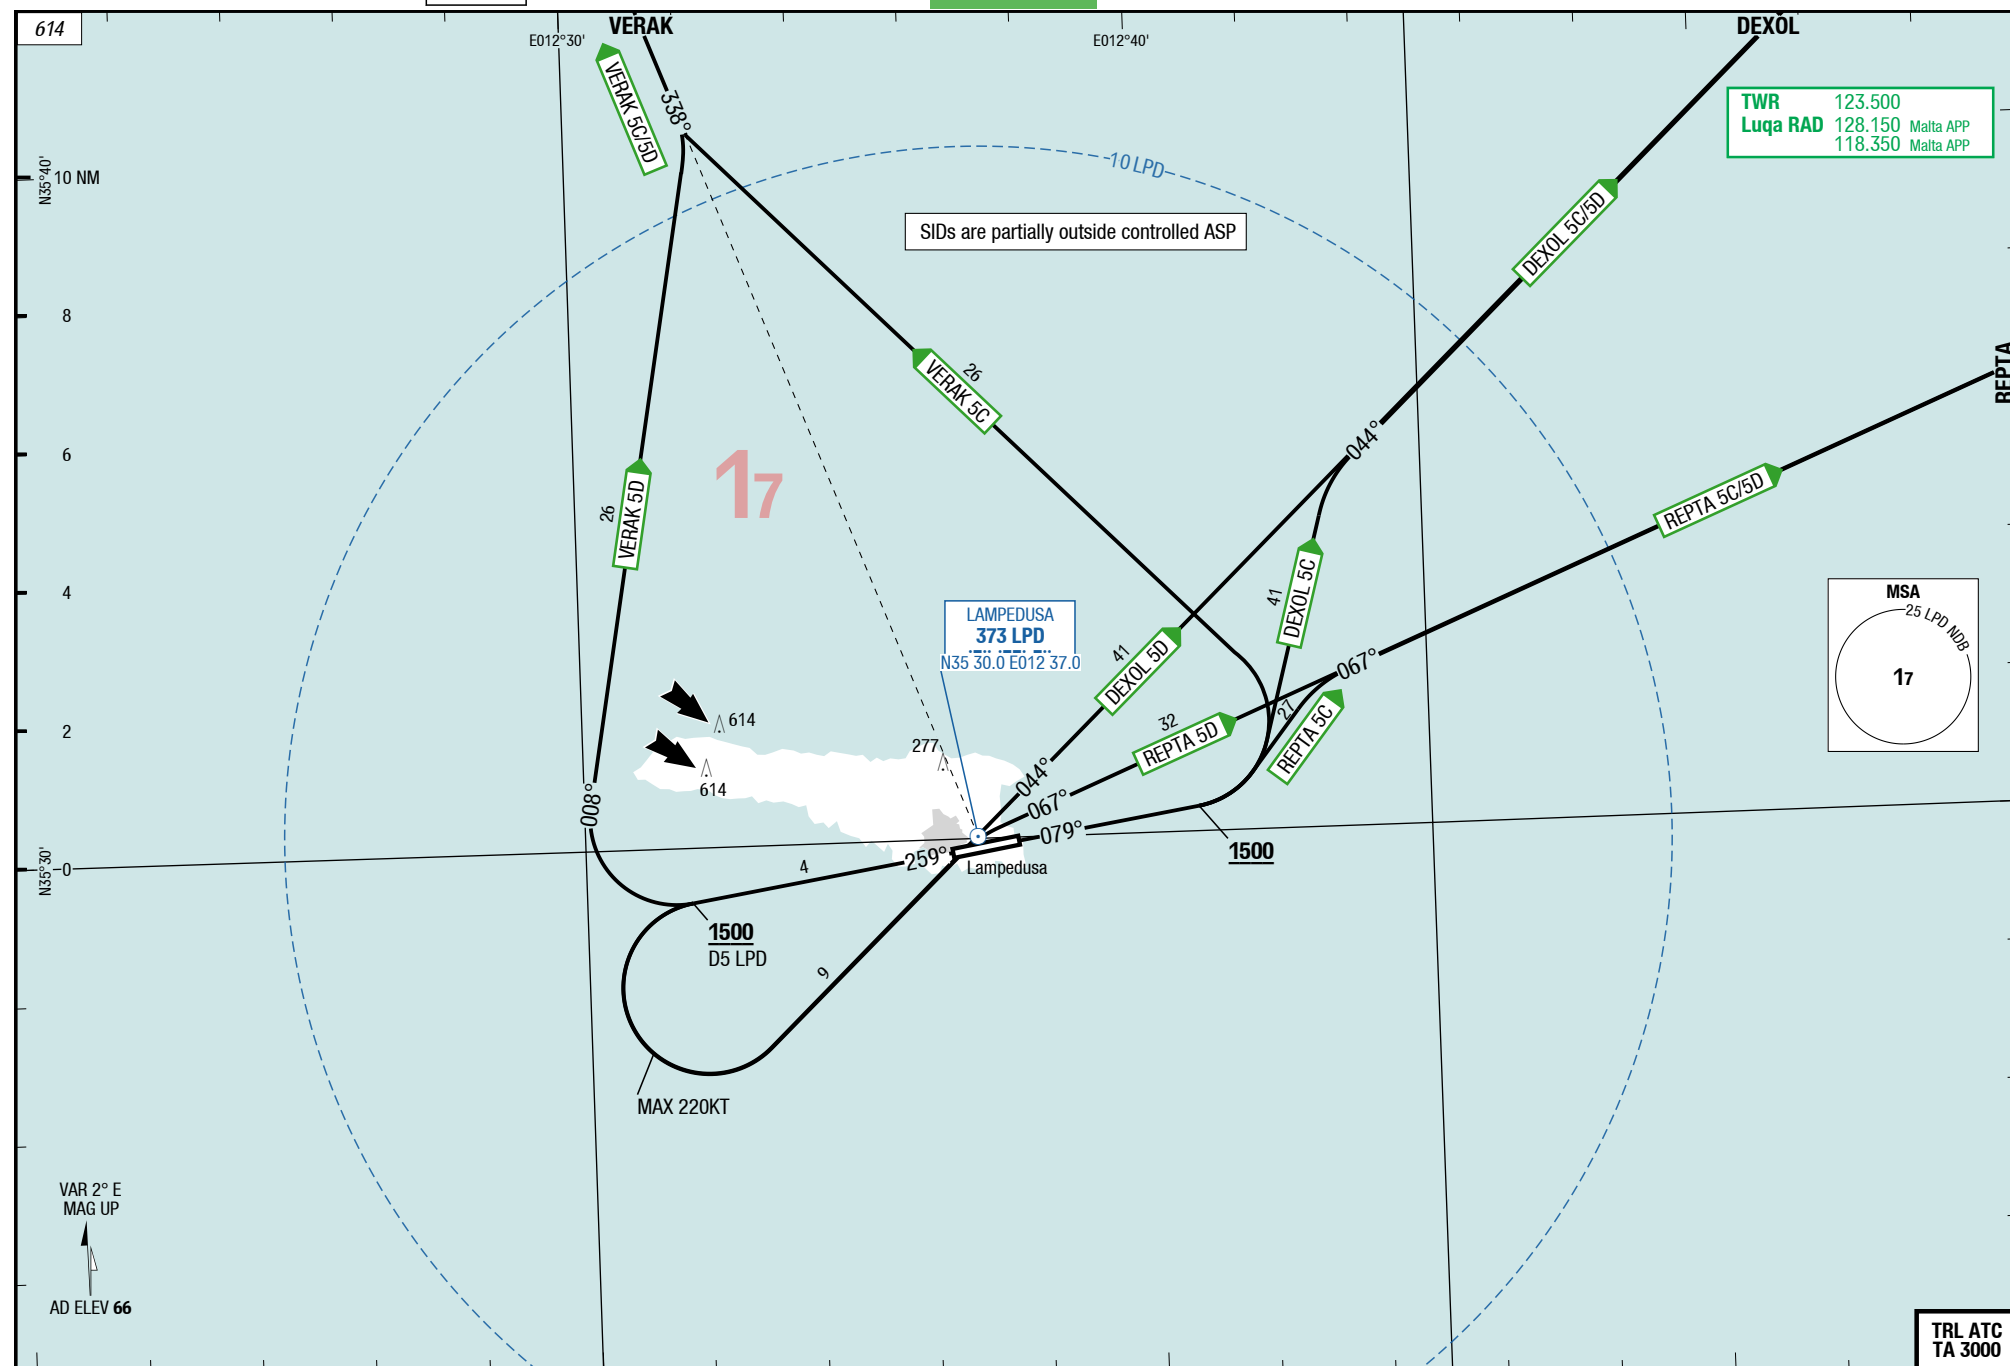 614
VERAK
DEXOL
E012°30'
E012°40'
VERAK 5C/5D
338°
TWR 123.500
Luqa RAD 128.150 Malta APP
118.350 Malta APP
N35°40'
10 NM
10 LPD
SIDs are partially outside controlled ASP
DEXOL 5C/5D
8
26
VERAK 5C
REPTA
6
044°
17
REPTA 5C/5D
26
VERAK 5D
4
41
DEXOL 5C
MSA
25 LPD NDB
17
LAMPEDUSA
373 LPD
N35 30.0 E012 37.0
41
DEXOL 5D
067°
2
614
277
32
REPTA 5D
27
REPTA 5C
614
044°
067°
008°
079°
1500
N35°30'
0
4
259°
Lampedusa
1500
D5 LPD
9
MAX 220KT
VAR 2° E
MAG UP
AD ELEV 66
TRL ATC
TA 3000